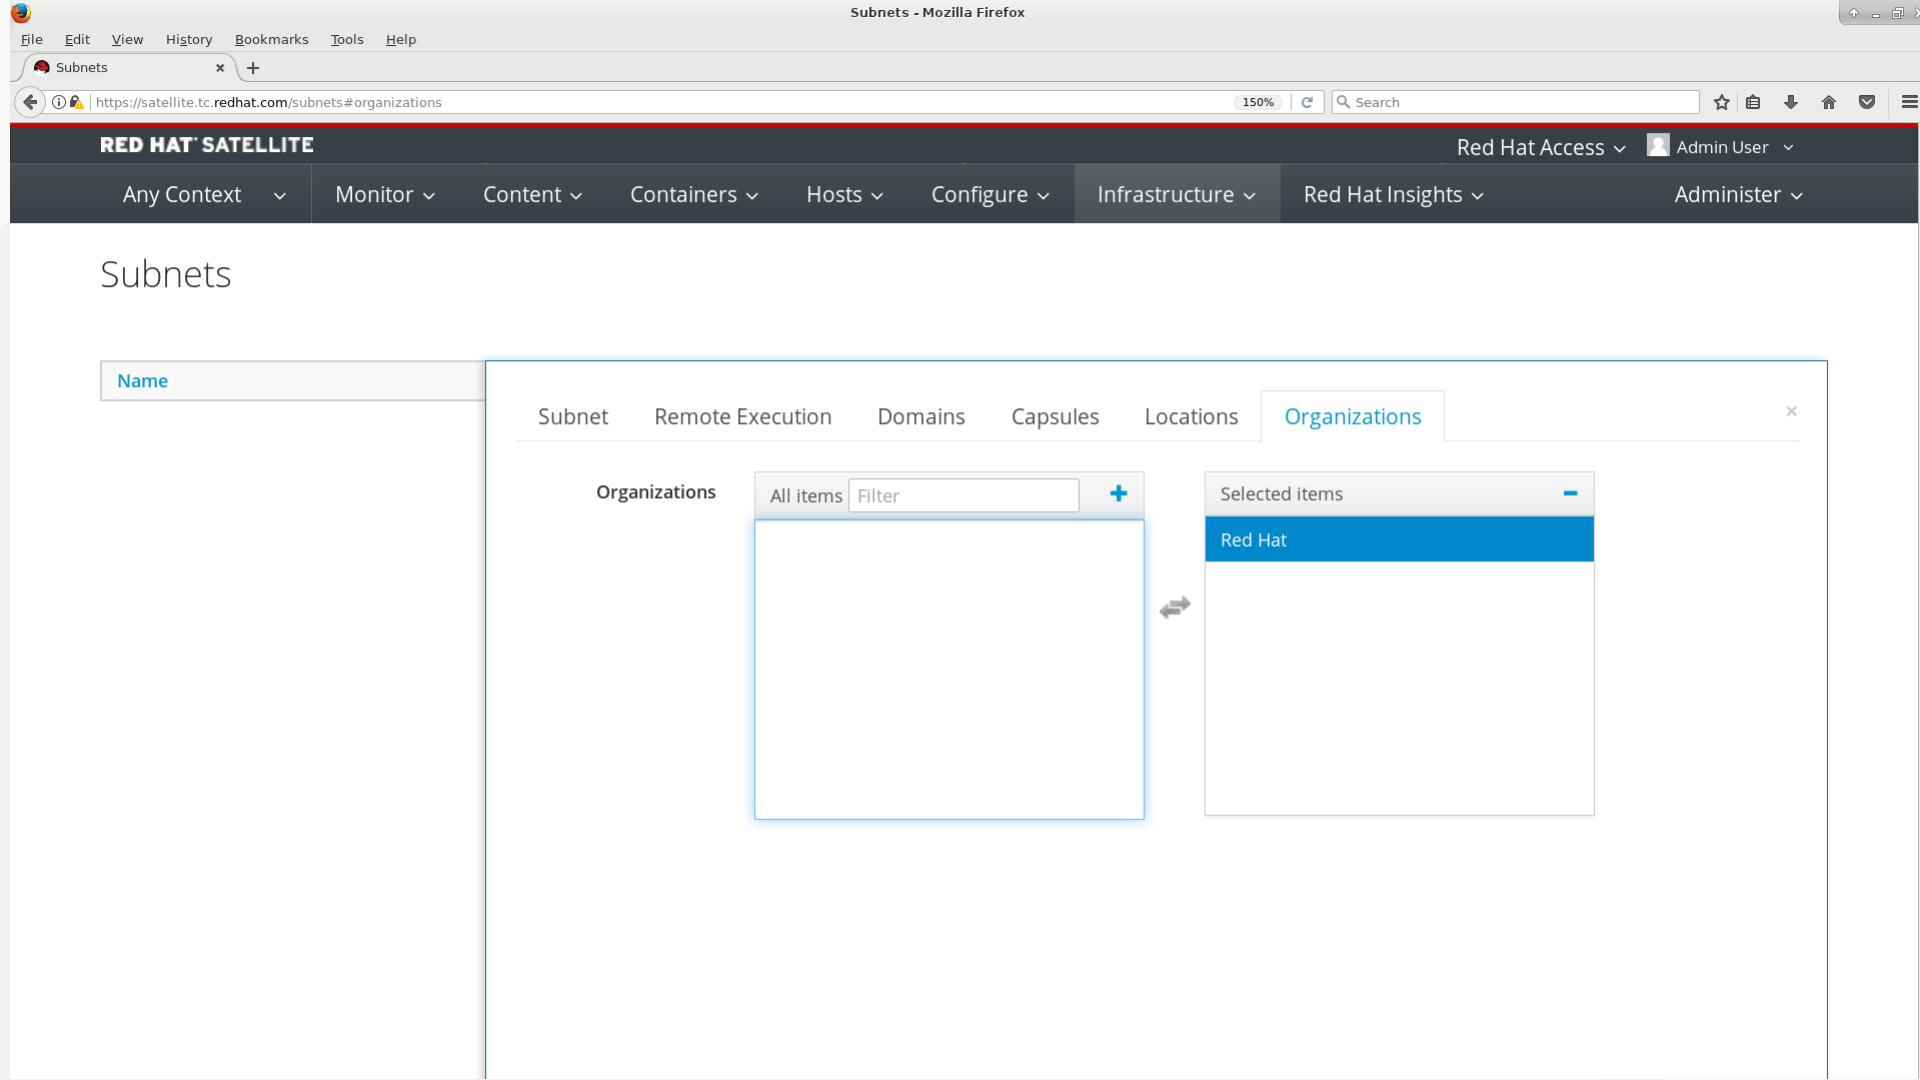 Subnets - Mozilla Firefox
File Edit View History Bookmarks Tools Help
Subnets
https://satellite.tc.redhat.com/subnets#organizations 150% Search
RED HAT SATELLITE Red Hat Access Admin User
Any Context Monitor Content Containers Hosts Configure Infrastructure Red Hat Insights Administer
Subnets
Name
Subnet Remote Execution Domains Capsules Locations Organizations ×
Organizations All items Filter Selected items
Red Hat